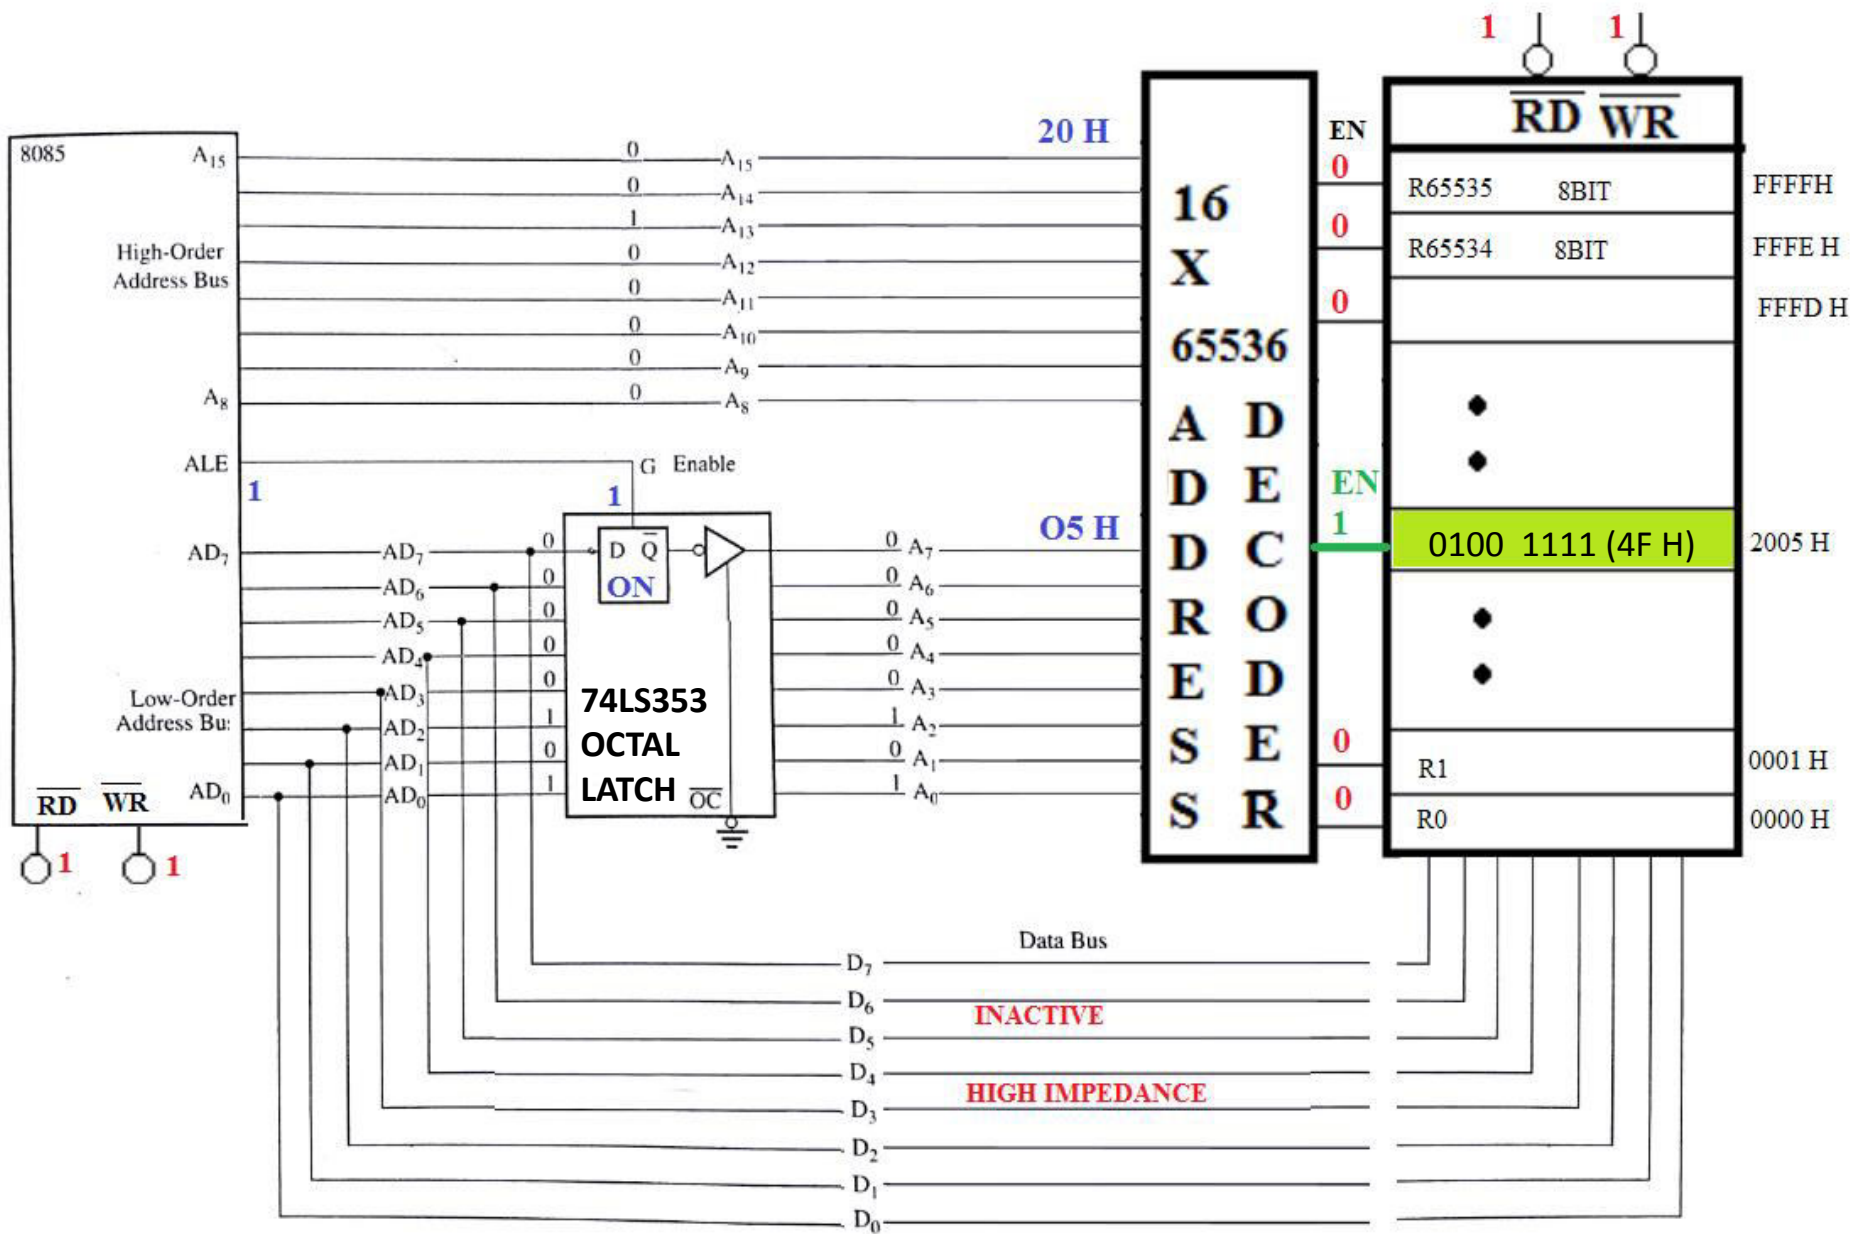 1 1
RD WR
8085
A15 0 A15
0 A14
1 A13
0 A12
0 A11
0 A10
0 A9
A8 0 A8
High-Order
Address Bus
20 H
ALE
1
G Enable
1
AD7 AD7 0
AD6 0
AD5 0
AD4 0
AD3 0
AD2 1
AD1 0
AD0 AD0 1
Low-Order
Address Bu:
RD WR
1 1
D Q
ON
74LS353
OCTAL
LATCH OC
O5 H
0 A7
0 A6
0 A5
0 A4
0 A3
1 A2
0 A1
1 A0
16
X
65536
A D
D E
D C
R O
E D
S E
S R
EN
0
0
0
EN
1
0
0
R65535 8BIT FFFFH
R65534 8BIT FFFE H
FFFD H
0100 1111 (4F H) 2005 H
R1 0001 H
R0 0000 H
Data Bus
D7
D6
INACTIVE
D5
D4
HIGH IMPEDANCE
D3
D2
D1
D0